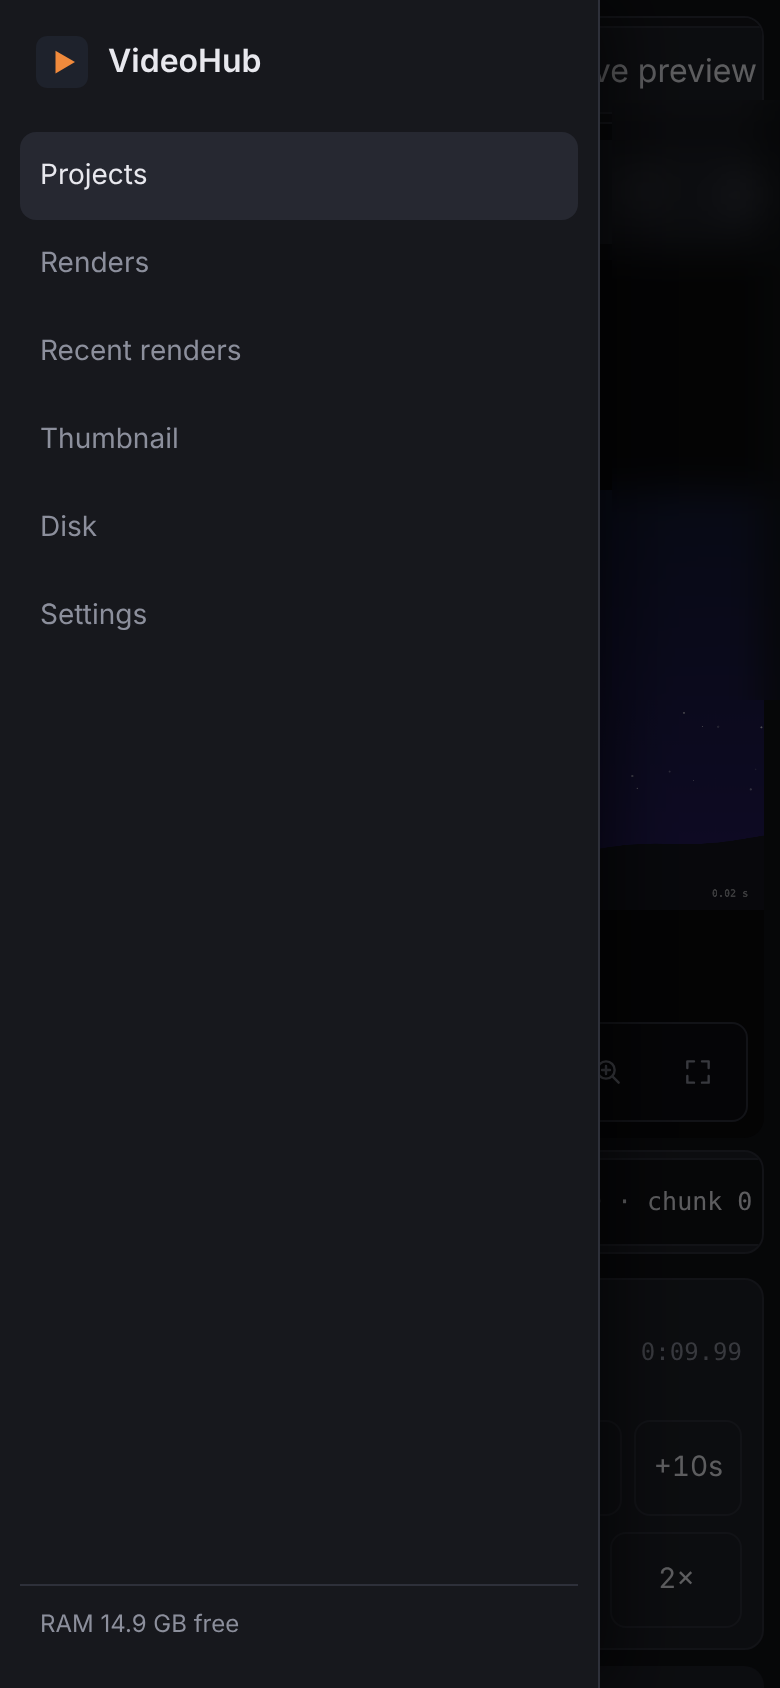 VideoHub
ve preview
Projects
Renders
Recent renders
Thumbnail
Disk
Settings
0.02 s
· chunk 0
0:09.99
+10s
2×
RAM 14.9 GB free